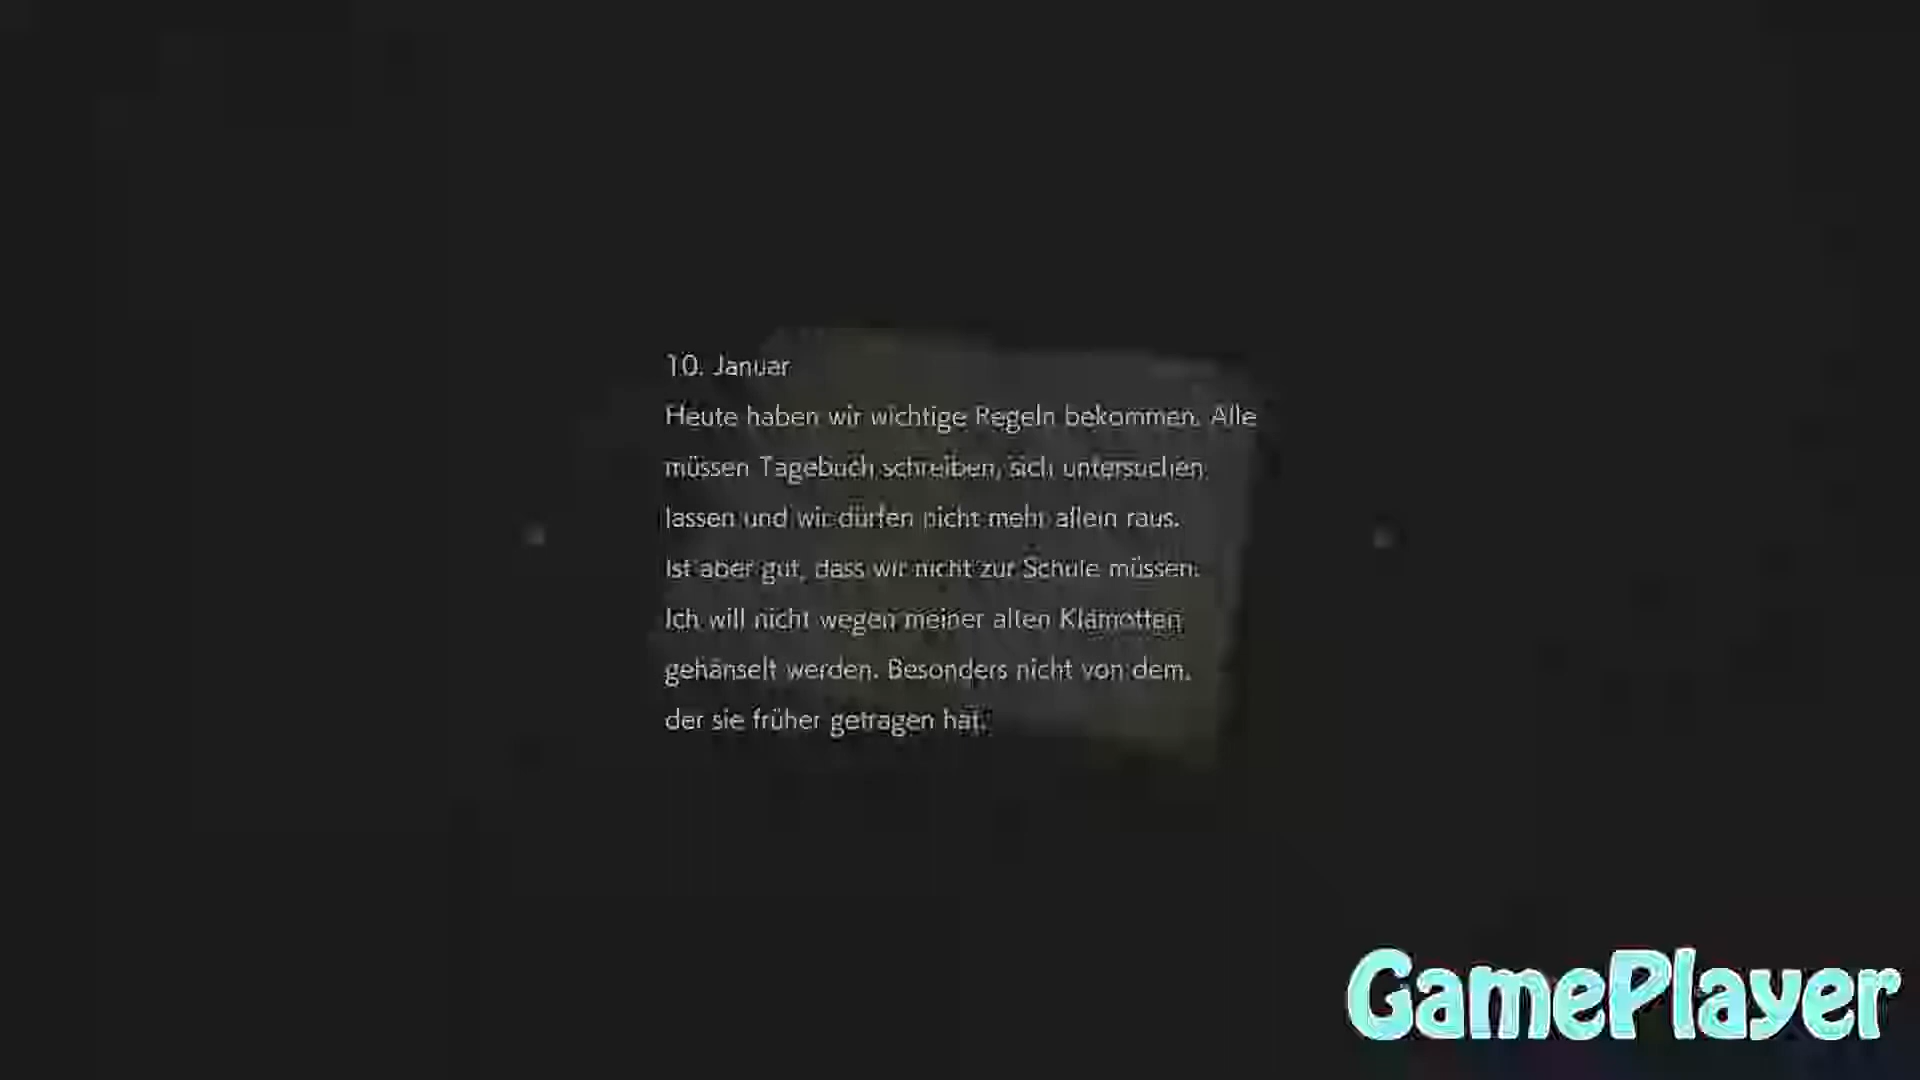 10. Januar
Heute haben wir wichtige Regeln bekommen. Alle
müssen Tagebuch schreiben, sich untersuchen
lassen und wir dürfen nicht mehr allein raus.
Ist aber gut, dass wir nicht zur Schule müssen.
Ich will nicht wegen meiner alten Klamotten
gehänselt werden. Besonders nicht von dem,
der sie früher getragen hat.
GamePlayer